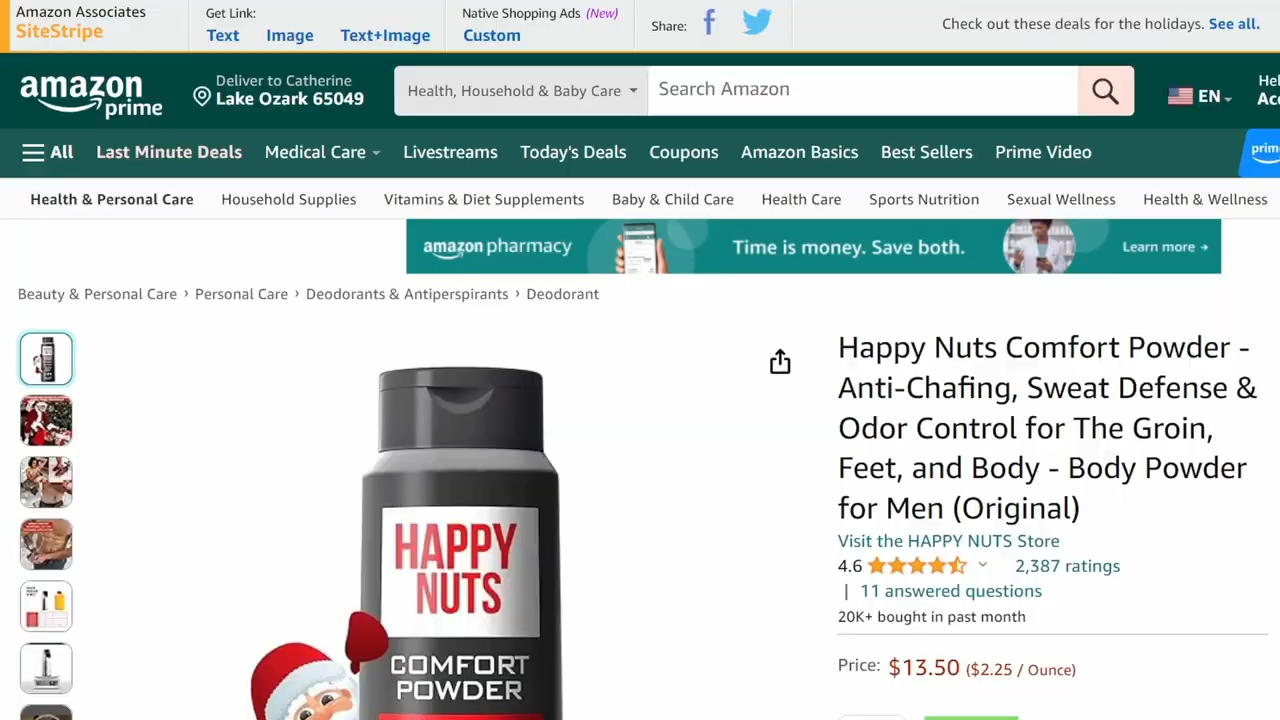 Amazon Associates
SiteStripe
Get Link:
Text Image Text+Image
Native Shopping Ads (New)
Custom
Share:
Check out these deals for the holidays. See all.
amazon
prime
Deliver to Catherine
Lake Ozark 65049
Health, Household & Baby Care
Search Amazon
EN
Hel
Acc
All Last Minute Deals Medical Care Livestreams Today's Deals Coupons Amazon Basics Best Sellers Prime Video
prim
Health & Personal Care Household Supplies Vitamins & Diet Supplements Baby & Child Care Health Care Sports Nutrition Sexual Wellness Health & Wellness
amazon pharmacy Time is money. Save both. Learn more →
Beauty & Personal Care › Personal Care › Deodorants & Antiperspirants › Deodorant
HAPPY
NUTS
COMFORT
POWDER
Happy Nuts Comfort Powder -
Anti-Chafing, Sweat Defense &
Odor Control for The Groin,
Feet, and Body - Body Powder
for Men (Original)
Visit the HAPPY NUTS Store
4.6 2,387 ratings
| 11 answered questions
20K+ bought in past month
Price: $13.50 ($2.25 / Ounce)